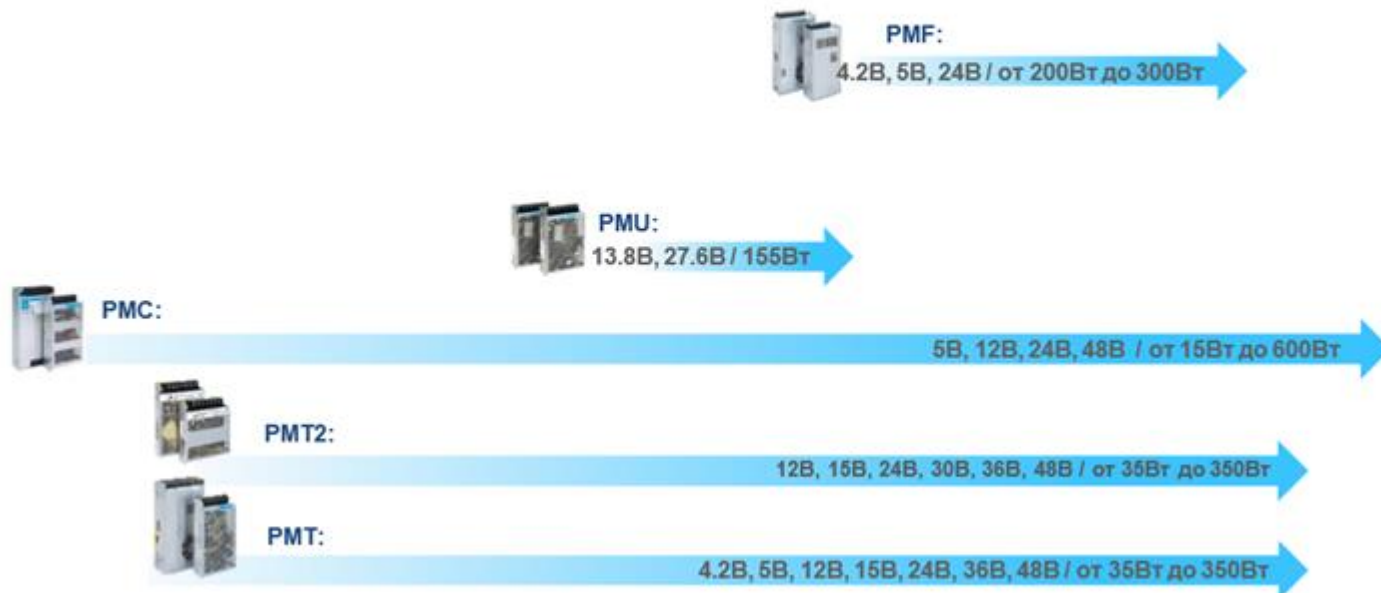 PMF:
4.2В, 5В, 24В / от 200Вт до 300Вт
PMU:
13.8В, 27.6В / 155Вт
PMC:
5В, 12В, 24В, 48В / от 15Вт до 600Вт
PMT2:
12В, 15В, 24В, 30В, 36В, 48В / от 35Вт до 350Вт
PMT:
4.2В, 5В, 12В, 15В, 24В, 36В, 48В / от 35Вт до 350Вт